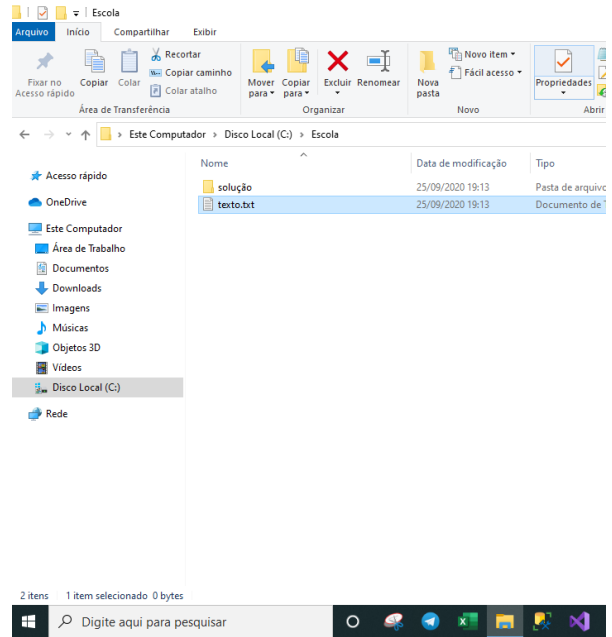 Escola
Arquivo Início Compartilhar Exibir
Fixar no Acesso rápido
Copiar
Colar
Recortar
Copiar caminho
Colar atalho
Mover para
Copiar para
Excluir
Renomear
Nova pasta
Novo item
Fácil acesso
Propriedades
Área de Transferência Organizar Novo Abrir
Este Computador Disco Local (C:) Escola
Nome Data de modificação Tipo
solução 25/09/2020 19:13 Pasta de arquivo
texto.txt 25/09/2020 19:13 Documento de
Acesso rápido
OneDrive
Este Computador
Área de Trabalho
Documentos
Downloads
Imagens
Músicas
Objetos 3D
Vídeos
Disco Local (C:)
Rede
2 itens 1 item selecionado 0 bytes
Digite aqui para pesquisar